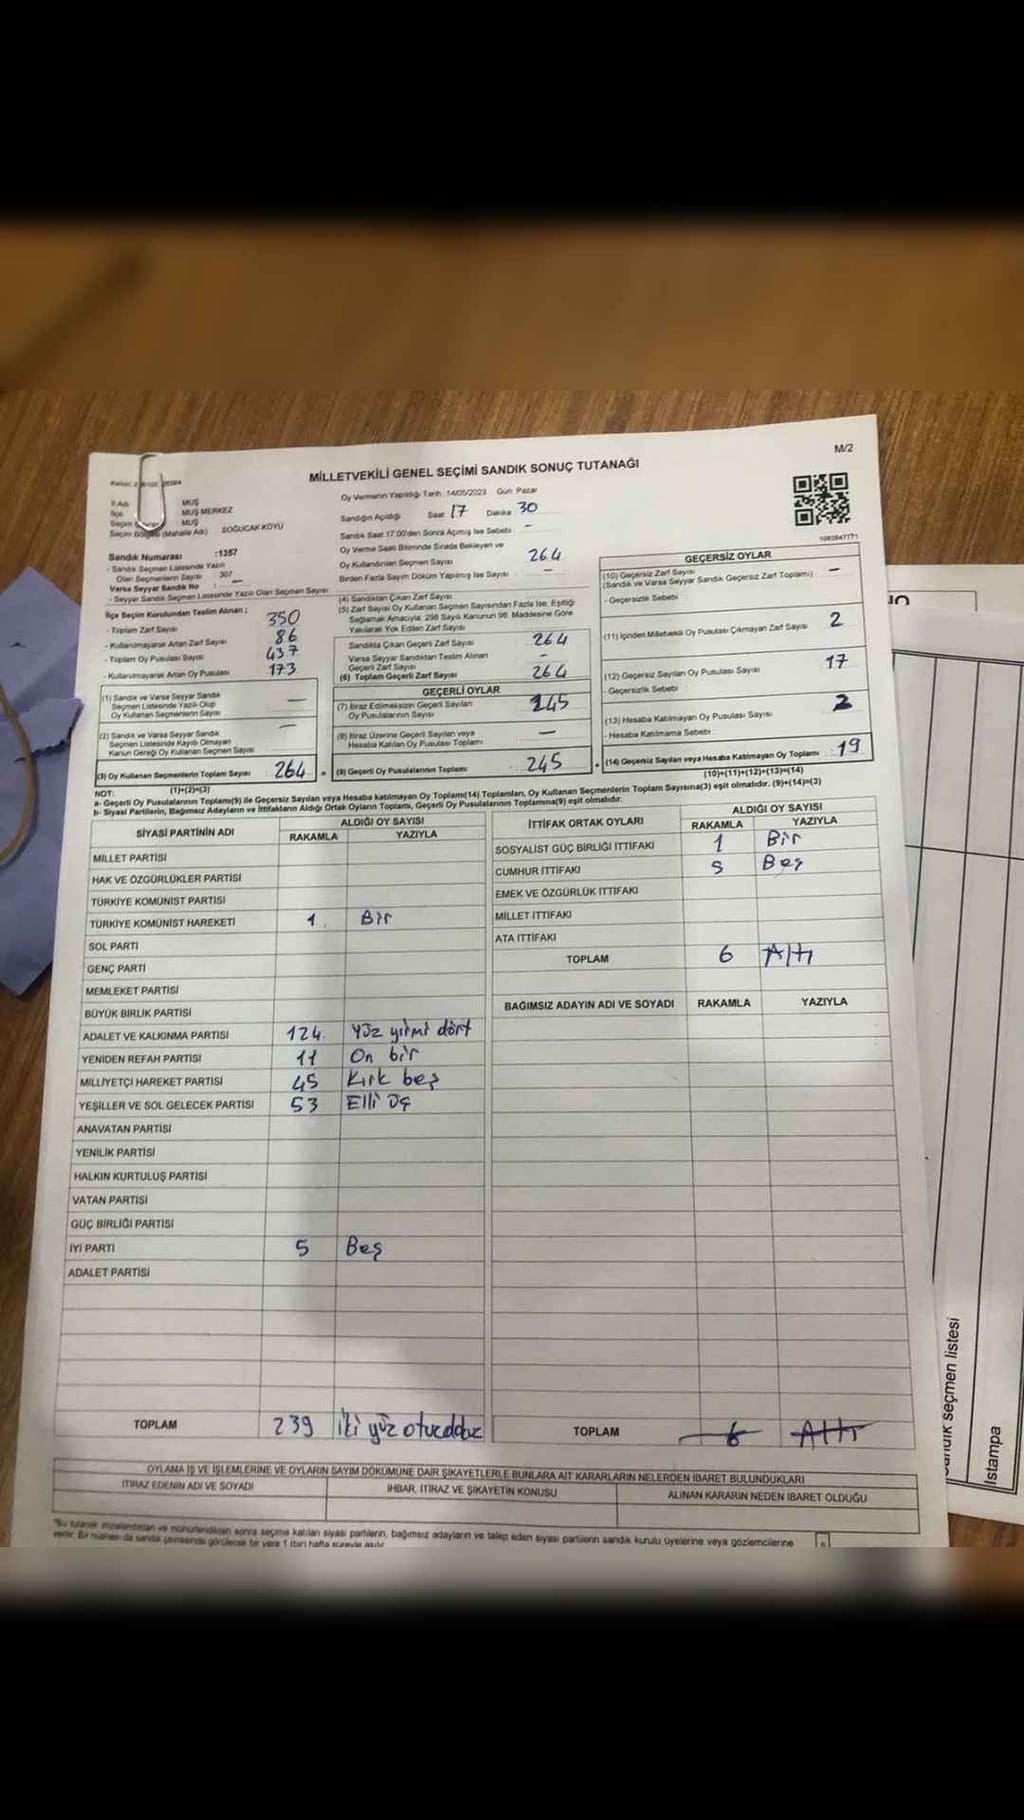 M/2
MİLLETVEKİLİ GENEL SEÇİMİ SANDIK SONUÇ TUTANAĞI
İl Adı : MUŞ
İlçe MUŞ MERKEZ
Seçim MUŞ
Seçim Bölgesi (Mahalle Adı) SOĞUCAK KÖYÜ
Oy Vermenin Yapıldığı Tarih :14/05/2023 Gün: Pazar
Sandığın Açıldığı Saat 17 Dakika 30
Sandık Saat 17:00'den Sonra Açılmış İse Sebebi : -
Oy Verme Saati Bitiminde Sırada Bekleyen ve
Oy Kullandırılan Seçmen Sayısı 264
Birden Fazla Sayım Döküm Yapılmış İse Sayısı -
Sandık Numarası :1357
- Sandık Seçmen Listesinde Yazılı
Olan Seçmenlerin Sayısı : 307
Varsa Seyyar Sandık No : —
- Seyyar Sandık Seçmen Listesinde Yazılı Olan Seçmen Sayısı
İlçe Seçim Kurulundan Teslim Alınan ;
- Toplam Zarf Sayısı 350
- Kullanılmayarak Artan Zarf Sayısı 86
- Toplam Oy Pusulası Sayısı 437
- Kullanılmayarak Artan Oy Pusulası 173
(1) Sandık ve Varsa Seyyar Sandık
Seçmen Listesinde Yazılı Olup
Oy Kullanan Seçmenlerin Sayısı —
(2) Sandık ve Varsa Seyyar Sandık
Seçmen Listesinde Kayıtlı Olmayan
Kanun Gereği Oy Kullanan Seçmen Sayısı —
(3) Oy Kullanan Seçmenlerin Toplam Sayısı 264
(1)+(2)=(3)
(4) Sandıktan Çıkan Zarf Sayısı
(5) Zarf Sayısı Oy Kullanan Seçmen Sayısından Fazla İse, Eşitliği
Sağlamak Amacıyla, 298 Sayılı Kanunun 98. Maddesine Göre
Yakılarak Yok Edilen Zarf Sayısı
Sandıkta Çıkan Geçerli Zarf Sayısı 264
Varsa Seyyar Sandıktan Teslim Alınan
Geçerli Zarf Sayısı -
(6) Toplam Geçerli Zarf Sayısı 264
GEÇERLİ OYLAR
(7) İtiraz Edilmeksizin Geçerli Sayılan
Oy Pusulalarının Sayısı 245
(8) İtiraz Üzerine Geçerli Sayılan veya
Hesaba Katılan Oy Pusulası Toplamı —
(9) Geçerli Oy Pusulalarının Toplamı 245
1083847771
GEÇERSİZ OYLAR
(10) Geçersiz Zarf Sayısı
(Sandık ve Varsa Seyyar Sandık Geçersiz Zarf Toplamı) —
- Geçersizlik Sebebi
(11) İçinden Milletvekili Oy Pusulası Çıkmayan Zarf Sayısı 2
(12) Geçersiz Sayılan Oy Pusulası Sayısı 17
- Geçersizlik Sebebi
(13) Hesaba Katılmayan Oy Pusulası Sayısı
- Hesaba Katılmama Sebebi
(14) Geçersiz Sayılan veya Hesaba Katılmayan Oy Toplamı 19
(10)+(11)+(12)+(13)=(14)
NOT:
a- Geçerli Oy Pusulalarının Toplamı(9) ile Geçersiz Sayılan veya Hesaba katılmayan Oy Toplamı(14) Toplamları, Oy Kullanan Seçmenlerin Toplam Sayısına(3) eşit olmalıdır. (9)+(14)=(3)
b- Siyasi Partilerin, Bağımsız Adayların ve İttifakların Aldığı Ortak Oyların Toplamı, Geçerli Oy Pusulalarının Toplamına(9) eşit olmalıdır.
SİYASİ PARTİNİN ADI ALDIĞI OY SAYISI
RAKAMLA YAZIYLA
MİLLET PARTİSİ
HAK VE ÖZGÜRLÜKLER PARTİSİ
TÜRKİYE KOMÜNİST PARTİSİ
TÜRKİYE KOMÜNİST HAREKETİ 1. Bir
SOL PARTİ
GENÇ PARTİ
MEMLEKET PARTİSİ
BÜYÜK BİRLİK PARTİSİ
ADALET VE KALKINMA PARTİSİ 124 Yüz yirmi dört
YENİDEN REFAH PARTİSİ 11 On bir
MİLLİYETÇİ HAREKET PARTİSİ 45 Kırk beş
YEŞİLLER VE SOL GELECEK PARTİSİ 53 Elli Üç
ANAVATAN PARTİSİ
YENİLİK PARTİSİ
HALKIN KURTULUŞ PARTİSİ
VATAN PARTİSİ
GÜÇ BİRLİĞİ PARTİSİ
İYİ PARTİ 5 Beş
ADALET PARTİSİ
TOPLAM 239 İki yüz otuzdokuz
İTTİFAK ORTAK OYLARI ALDIĞI OY SAYISI
RAKAMLA YAZIYLA
SOSYALİST GÜÇ BİRLİĞİ İTTİFAKI 1 Bir
CUMHUR İTTİFAKI 5 Beş
EMEK VE ÖZGÜRLÜK İTTİFAKI
MİLLET İTTİFAKI
ATA İTTİFAKI
TOPLAM 6 Altı
BAĞIMSIZ ADAYIN ADI VE SOYADI RAKAMLA YAZIYLA
TOPLAM 6 Altı
OYLAMA İŞ VE İŞLEMLERİNE VE OYLARIN SAYIM DÖKÜMÜNE DAİR ŞİKAYETLERLE BUNLARA AİT KARARLARIN NELERDEN İBARET BULUNDUKLARI
İTİRAZ EDENİN ADI VE SOYADI İHBAR, İTİRAZ VE ŞİKAYETİN KONUSU ALINAN KARARIN NEDEN İBARET OLDUĞU
"Bu tutanak imzalandıktan ve mühürlendikten sonra seçime katılan siyasi partilerin, bağımsız adayların ve talep eden siyasi partilerin sandık kurulu üyelerine veya gözlemcilerine
verilir. Bir nüshası da sandık çevresinde görülecek bir yere 1 (bir) hafta süreyle asılır.
seçmen listesi
Istampa